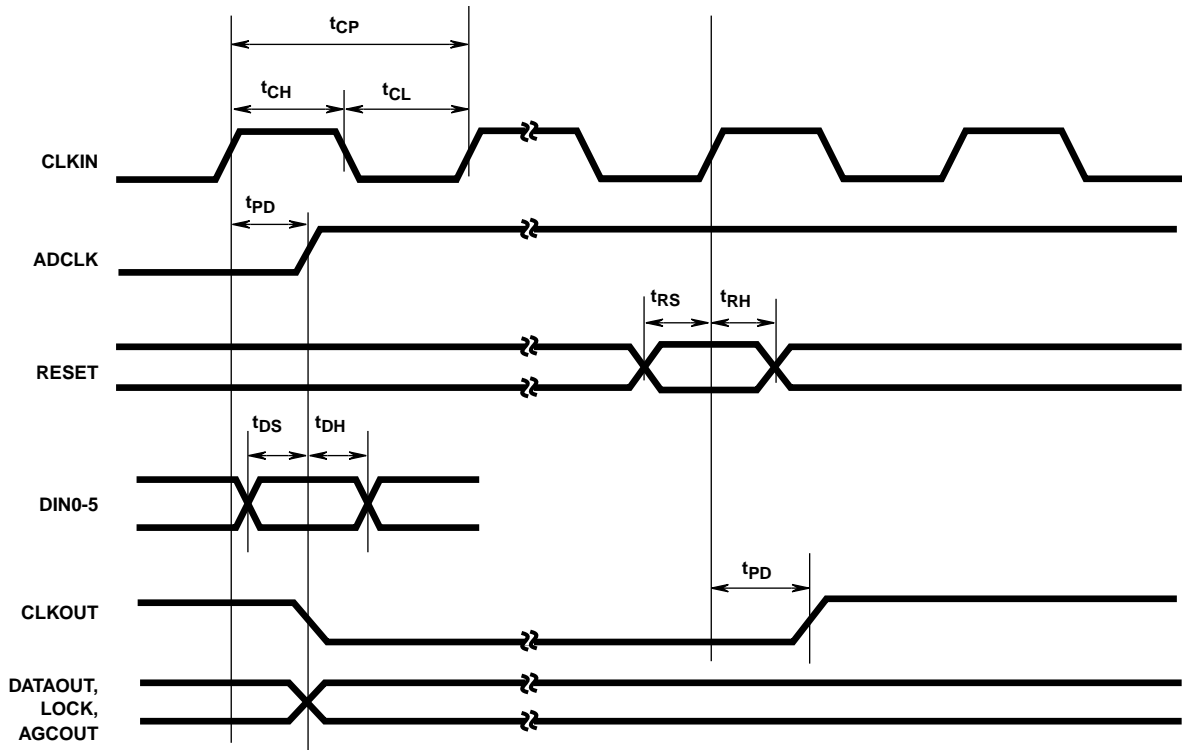 tCP
tCH
tCL
CLKIN
tPD
ADCLK
tRS
tRH
RESET
tDS
tDH
DIN0-5
tPD
CLKOUT
DATAOUT,
LOCK,
AGCOUT